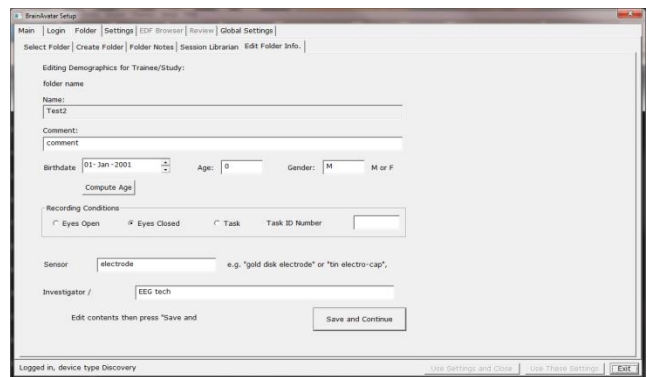 BrainAvatar Setup
Main Login Folder Settings EDF Browser Review Global Settings
Select Folder Create Folder Folder Notes Session Librarian Edit Folder Info.
Editing Demographics for Trainee/Study:
folder name
Name:
Test2
Comment:
comment
Birthdate 01- Jan -2001 Age: 0 Gender: M M or F
Compute Age
Recording Conditions
Eyes Open Eyes Closed Task Task ID Number
Sensor electrode e.g. "gold disk electrode" or "tin electro-cap",
Investigator / EEG tech
Edit contents then press "Save and Save and Continue
Logged in, device type Discovery Use Settings and Close Use These Settings Exit